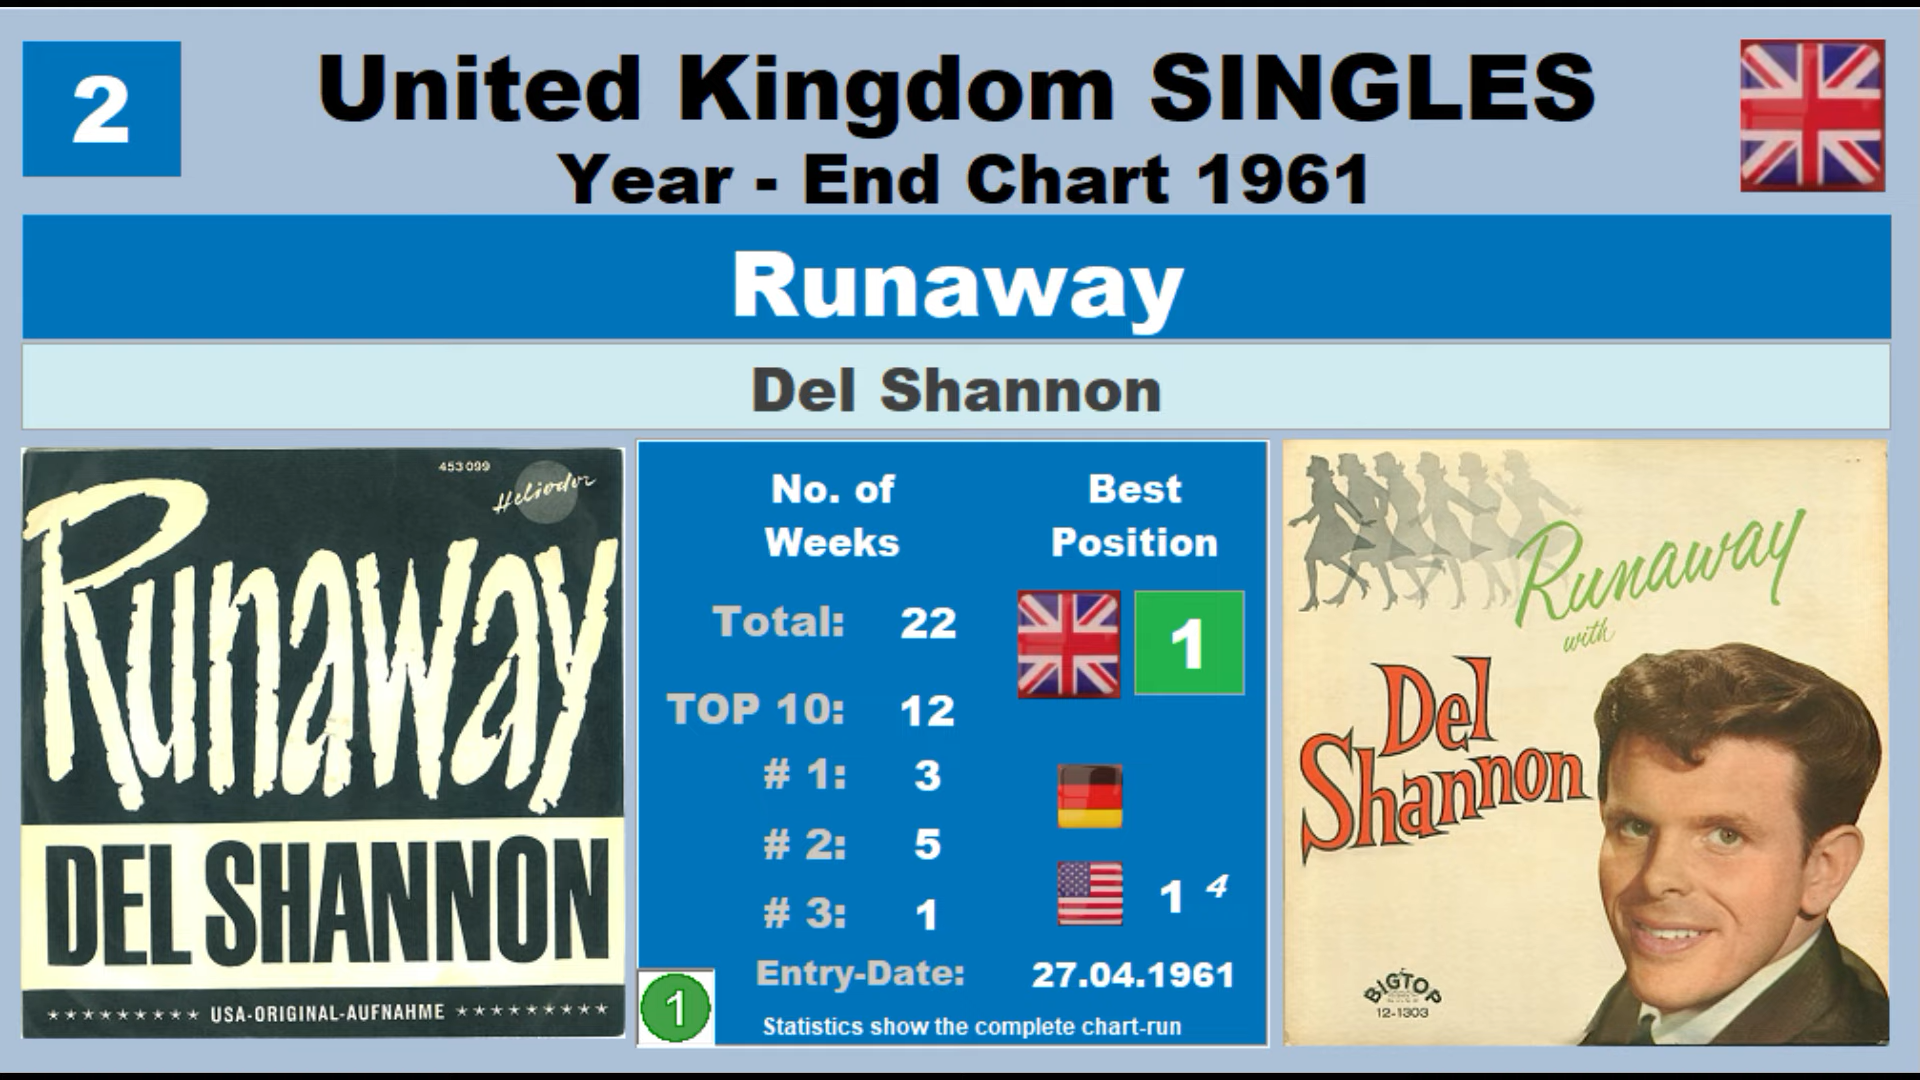 2
United Kingdom SINGLES
Year - End Chart 1961
Runaway
Del Shannon
453 099
Heliodor
Runaway
DEL SHANNON
********* USA-ORIGINAL-AUFNAHME *********
No. of Weeks
Best Position
Total: 22
1
TOP 10: 12
# 1: 3
# 2: 5
1 4
# 3: 1
Entry-Date: 27.04.1961
1
Statistics show the complete chart-run
Runaway
with
Del
Shannon
BIGTOP
12-1303